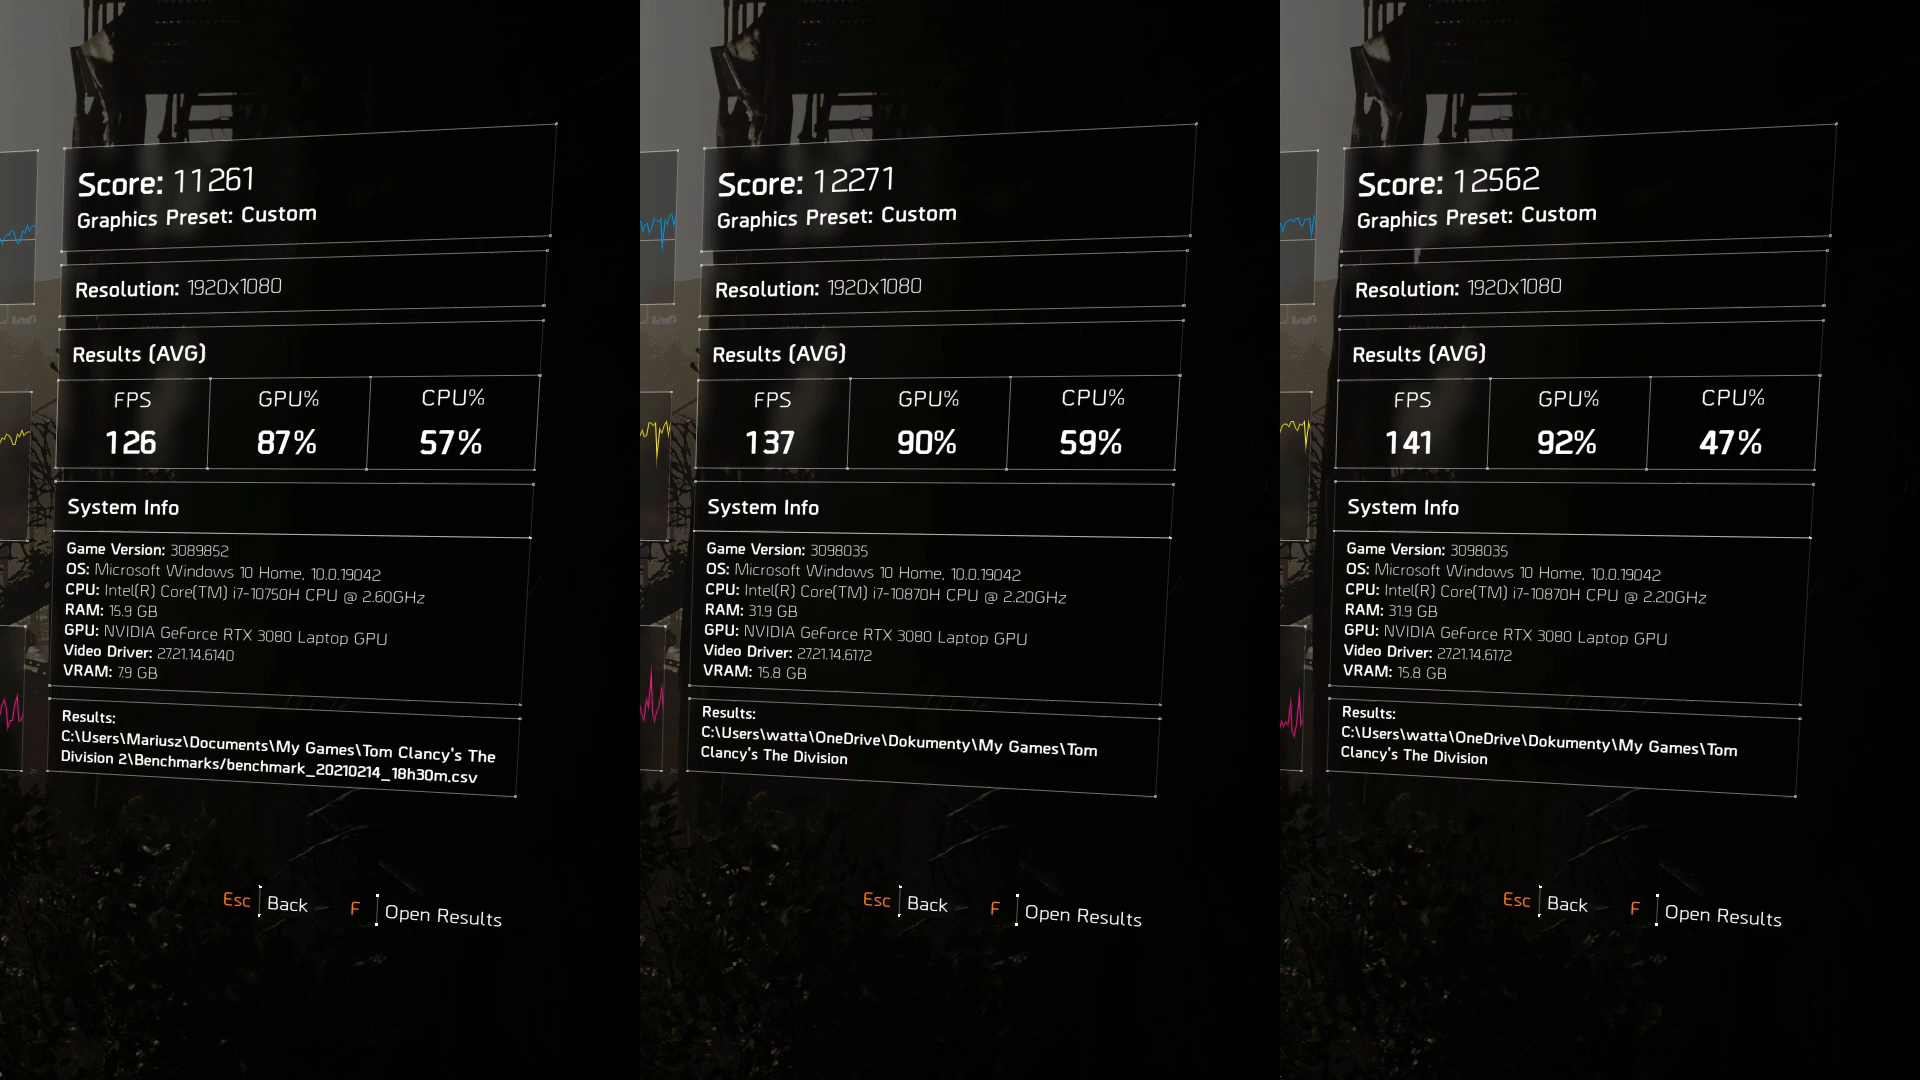 Score: 11261
Graphics Preset: Custom
Resolution: 1920x1080
Results (AVG)
FPS GPU% CPU%
126 87% 57%
System Info
Game Version: 3089852
OS: Microsoft Windows 10 Home, 10.0.19042
CPU: Intel(R) Core(TM) i7-10750H CPU @ 2.60GHz
RAM: 15.9 GB
GPU: NVIDIA GeForce RTX 3080 Laptop GPU
Video Driver: 27.21.14.6140
VRAM: 7.9 GB
Results:
C:\Users\Mariusz\Documents\My Games\Tom Clancy's The
Division 2\Benchmarks/benchmark_20210214_18h30m.csv
Esc Back F Open Results
Score: 12271
Graphics Preset: Custom
Resolution: 1920x1080
Results (AVG)
FPS GPU% CPU%
137 90% 59%
System Info
Game Version: 3098035
OS: Microsoft Windows 10 Home, 10.0.19042
CPU: Intel(R) Core(TM) i7-10870H CPU @ 2.20GHz
RAM: 31.9 GB
GPU: NVIDIA GeForce RTX 3080 Laptop GPU
Video Driver: 27.21.14.6172
VRAM: 15.8 GB
Results:
C:\Users\watta\OneDrive\Dokumenty\My Games\Tom
Clancy's The Division
Esc Back F Open Results
Score: 12562
Graphics Preset: Custom
Resolution: 1920x1080
Results (AVG)
FPS GPU% CPU%
141 92% 47%
System Info
Game Version: 3098035
OS: Microsoft Windows 10 Home, 10.0.19042
CPU: Intel(R) Core(TM) i7-10870H CPU @ 2.20GHz
RAM: 31.9 GB
GPU: NVIDIA GeForce RTX 3080 Laptop GPU
Video Driver: 27.21.14.6172
VRAM: 15.8 GB
Results:
C:\Users\watta\OneDrive\Dokumenty\My Games\Tom
Clancy's The Division
Esc Back F Open Results